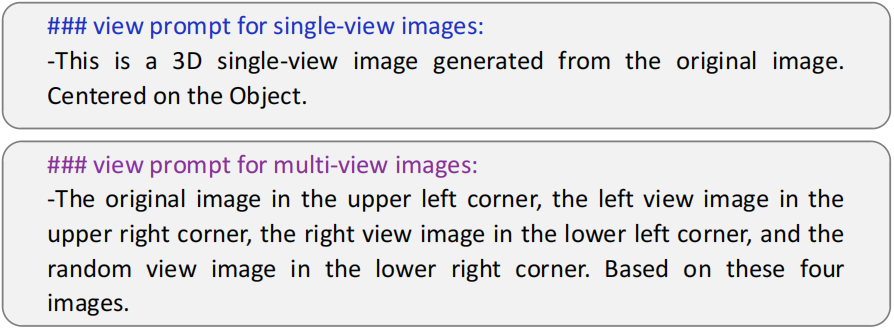 ### view prompt for single-view images:
-This is a 3D single-view image generated from the original image.
Centered on the Object.
### view prompt for multi-view images:
-The original image in the upper left corner, the left view image in the
upper right corner, the right view image in the lower left corner, and the
random view image in the lower right corner. Based on these four
images.